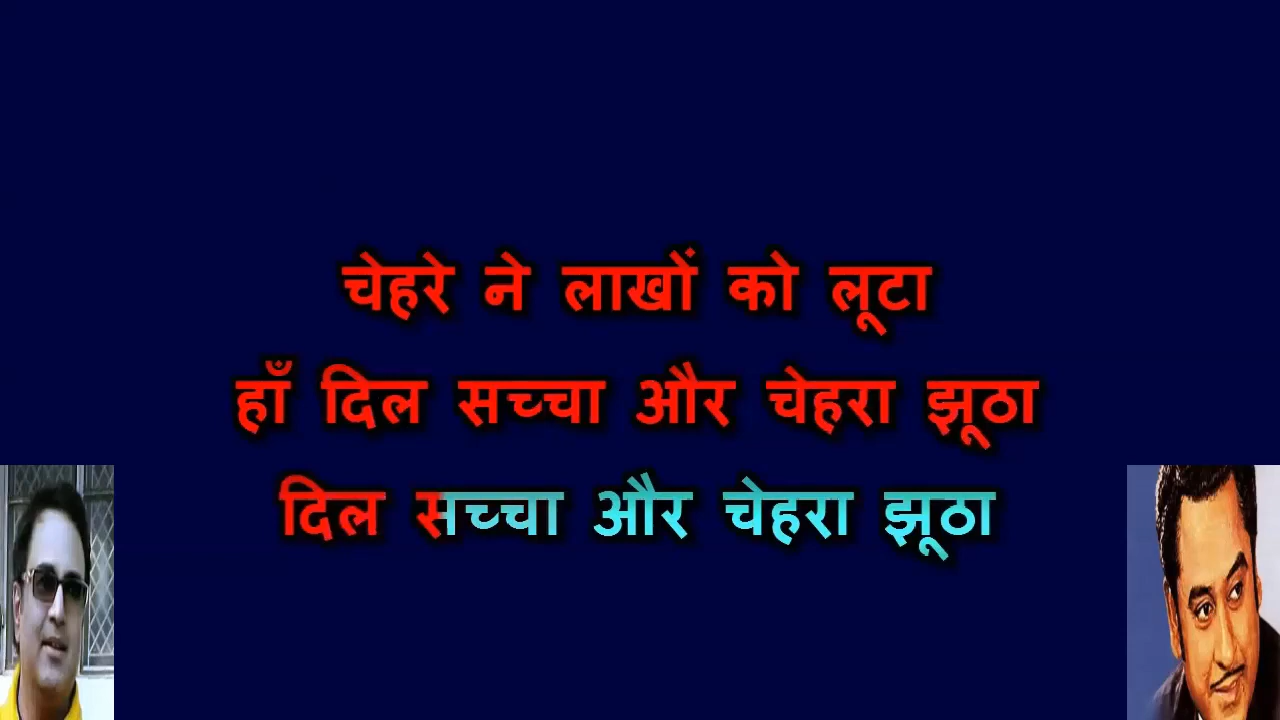 चेहरे ने लाखों को लूटा
हाँ दिल सच्चा और चेहरा झूठा
दिल सच्चा और चेहरा झूठा